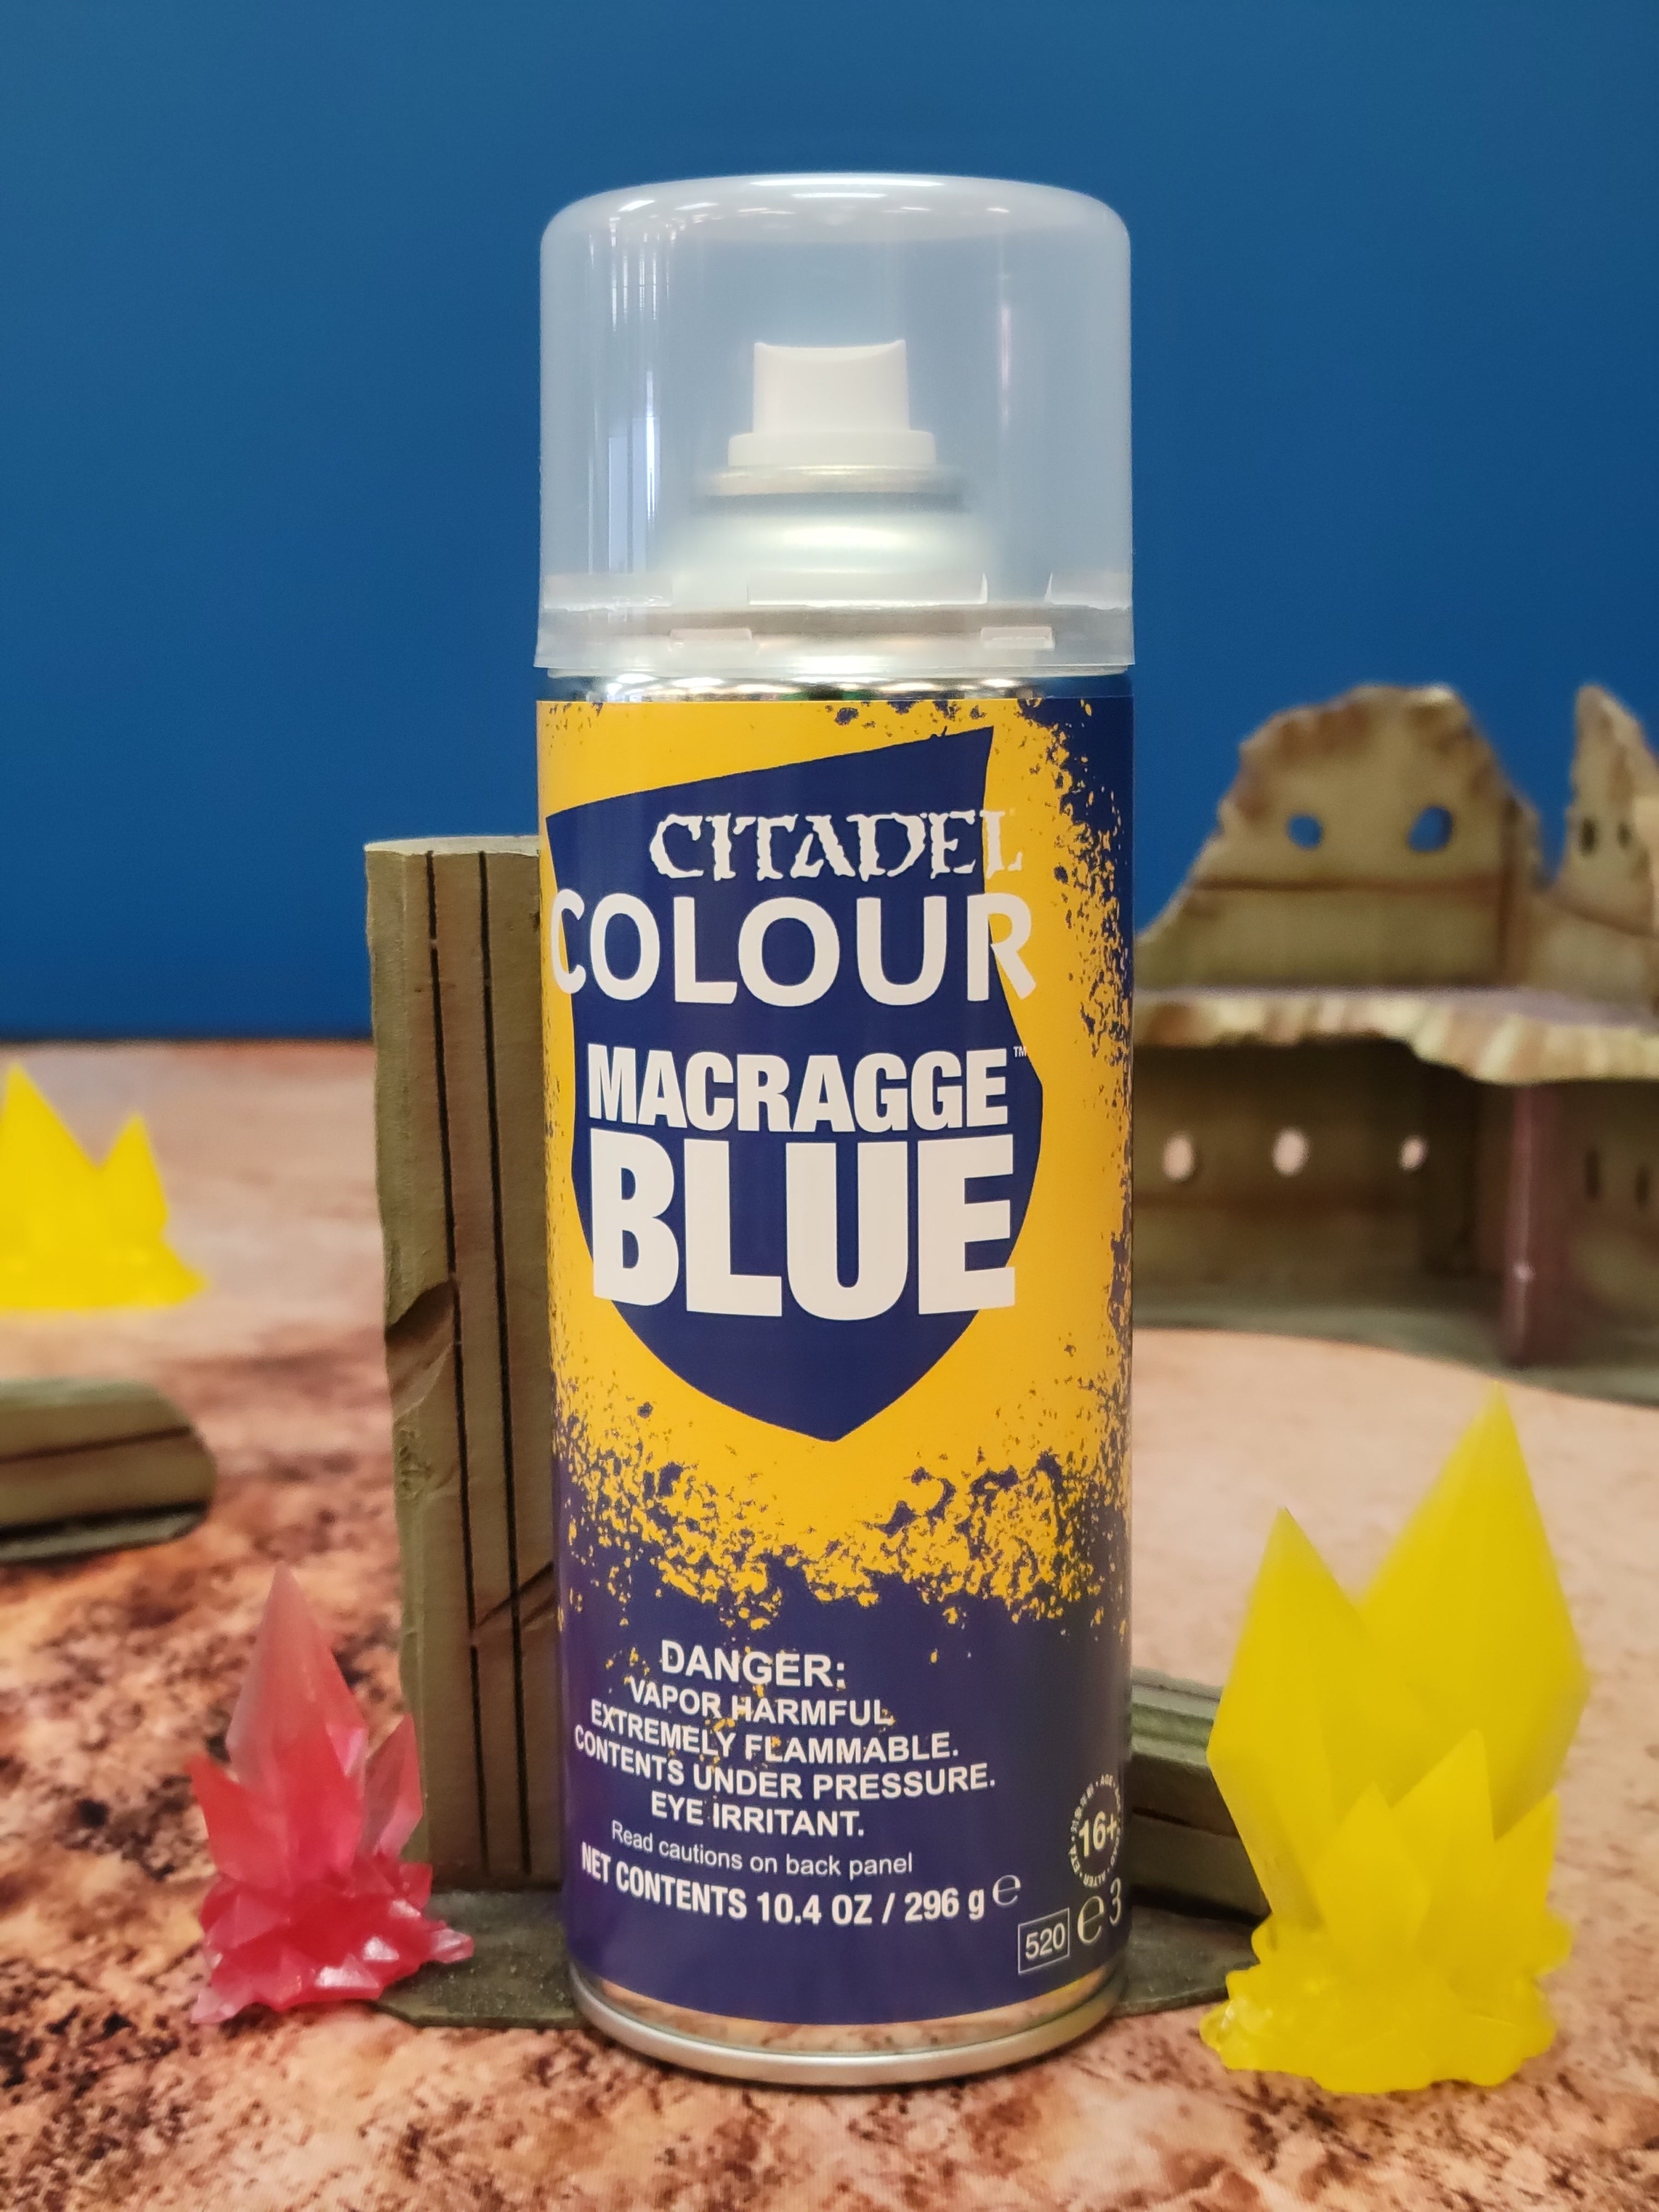 CITADEL
COLOUR
MACRAGGE™
BLUE
DANGER:
VAPOR HARMFUL.
EXTREMELY FLAMMABLE.
CONTENTS UNDER PRESSURE.
EYE IRRITANT.
Read cautions on back panel
NET CONTENTS 10.4 OZ / 296 g ℮
16+
520 ℮ 3